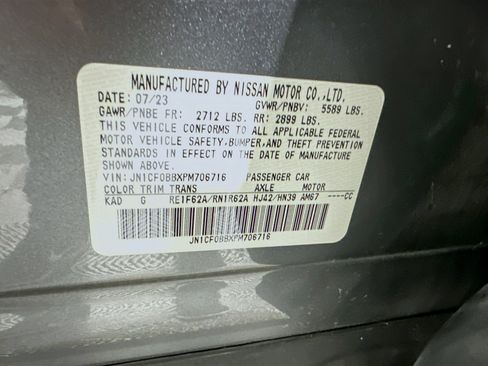 MANUFACTURED BY NISSAN MOTOR CO.,LTD.
DATE: 07/23 GVWR/PNBV: 5589 LBS.
GAWR/PNBE FR: 2712 LBS. RR: 2899 LBS.
THIS VEHICLE CONFORMS TO ALL APPLICABLE FEDERAL
MOTOR VEHICLE SAFETY,BUMPER,AND THEFT PREVENTION
STANDARDS IN EFFECT ON THE DATE OF MANUFACTURE
SHOWN ABOVE.
VIN: JN1CF0BBXPM706716 PASSENGER CAR
COLOR TRIM TRANS AXLE MOTOR
KAD G RE1F62A/RN1R62A HJ42/HN39 AM67 ----CC
JN1CF0BBXPM706716